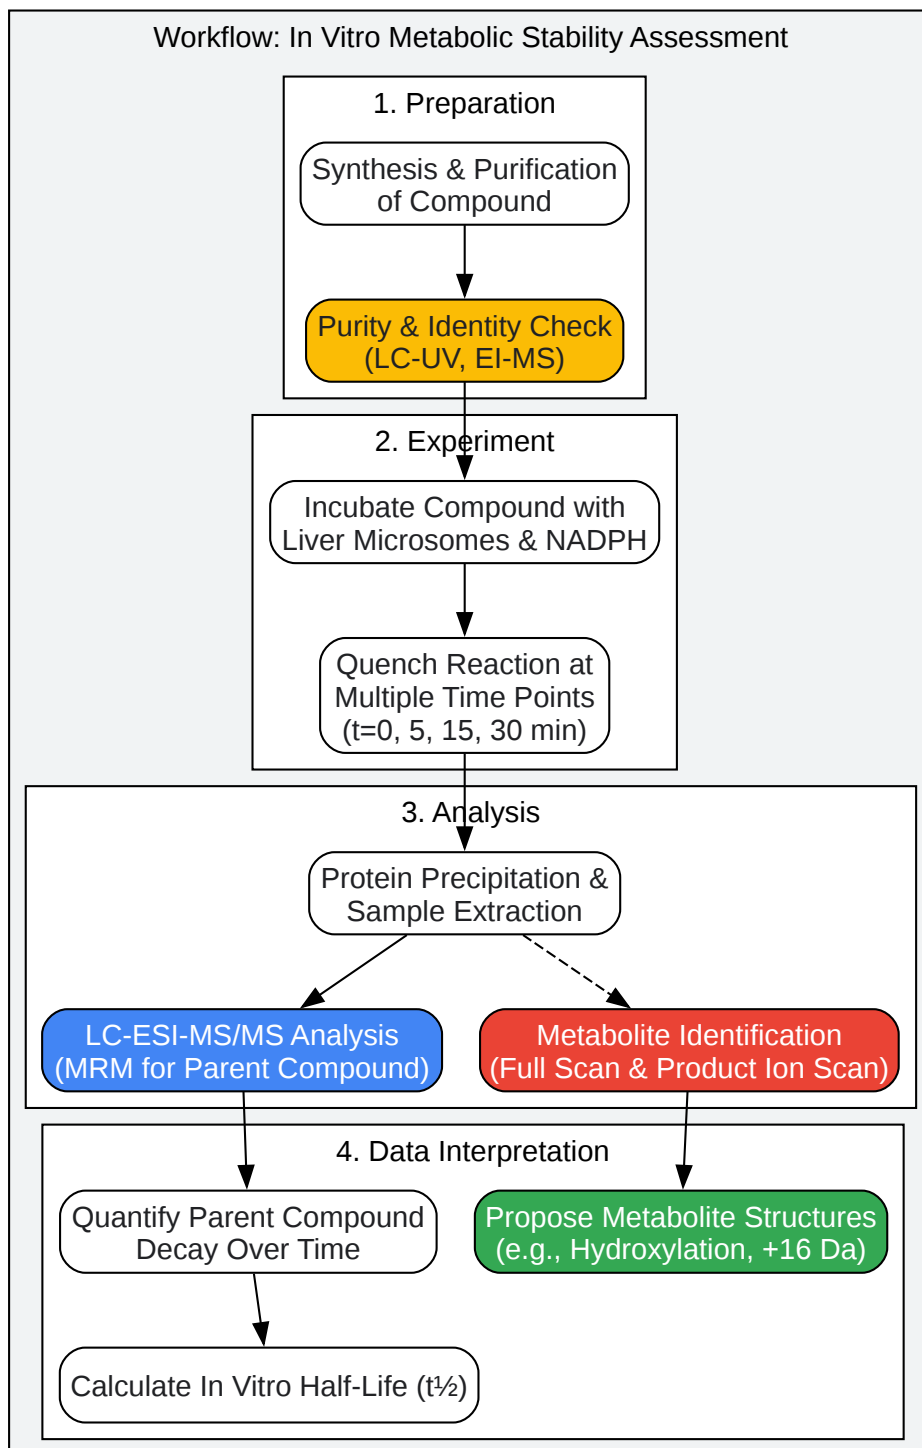 Workflow: In Vitro Metabolic Stability Assessment
1. Preparation
Synthesis & Purification
of Compound
Purity & Identity Check
(LC-UV, EI-MS)
2. Experiment
Incubate Compound with
Liver Microsomes & NADPH
Quench Reaction at
Multiple Time Points
(t=0, 5, 15, 30 min)
3. Analysis
Protein Precipitation &
Sample Extraction
LC-ESI-MS/MS Analysis
(MRM for Parent Compound)
Metabolite Identification
(Full Scan & Product Ion Scan)
4. Data Interpretation
Quantify Parent Compound
Decay Over Time
Propose Metabolite Structures
(e.g., Hydroxylation, +16 Da)
Calculate In Vitro Half-Life (t½)